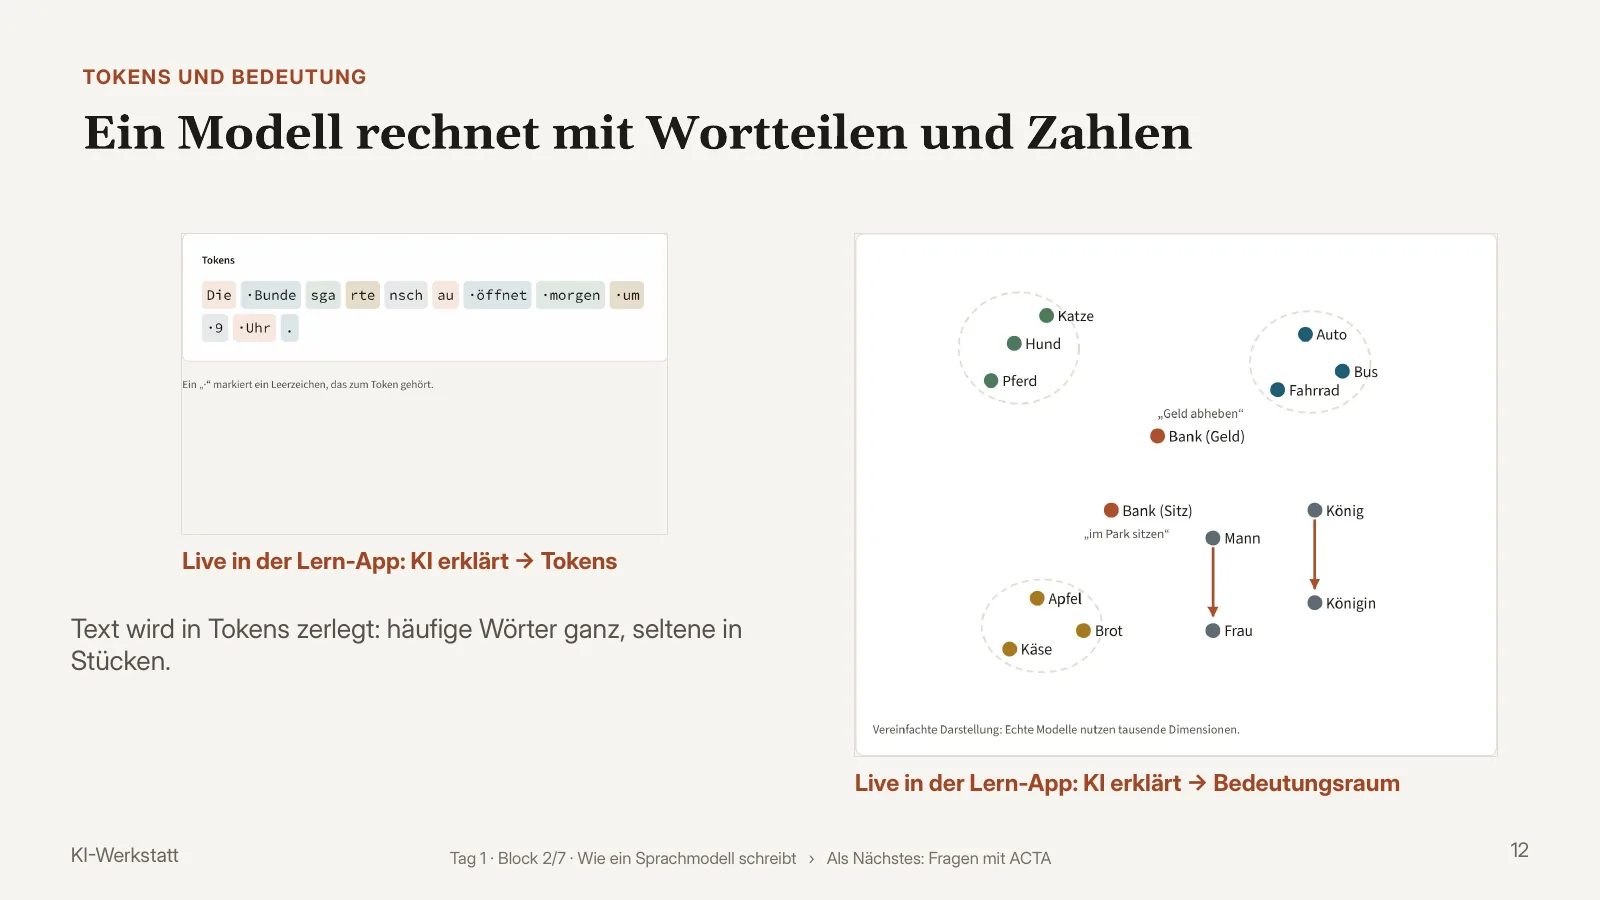 TOKENS UND BEDEUTUNG
Ein Modell rechnet mit Wortteilen und Zahlen
Tokens
Die ·Bunde sga rte nsch au ·öffnet ·morgen ·um
·9 ·Uhr .
Ein „·“ markiert ein Leerzeichen, das zum Token gehört.
Live in der Lern-App: KI erklärt → Tokens
Text wird in Tokens zerlegt: häufige Wörter ganz, seltene in
Stücken.
Katze
Hund
Pferd
Auto
Bus
Fahrrad
„Geld abheben“
Bank (Geld)
Bank (Sitz)
„im Park sitzen“
Mann
Frau
König
Königin
Apfel
Brot
Käse
Vereinfachte Darstellung: Echte Modelle nutzen tausende Dimensionen.
Live in der Lern-App: KI erklärt → Bedeutungsraum
KI-Werkstatt
Tag 1 · Block 2/7 · Wie ein Sprachmodell schreibt › Als Nächstes: Fragen mit ACTA
12